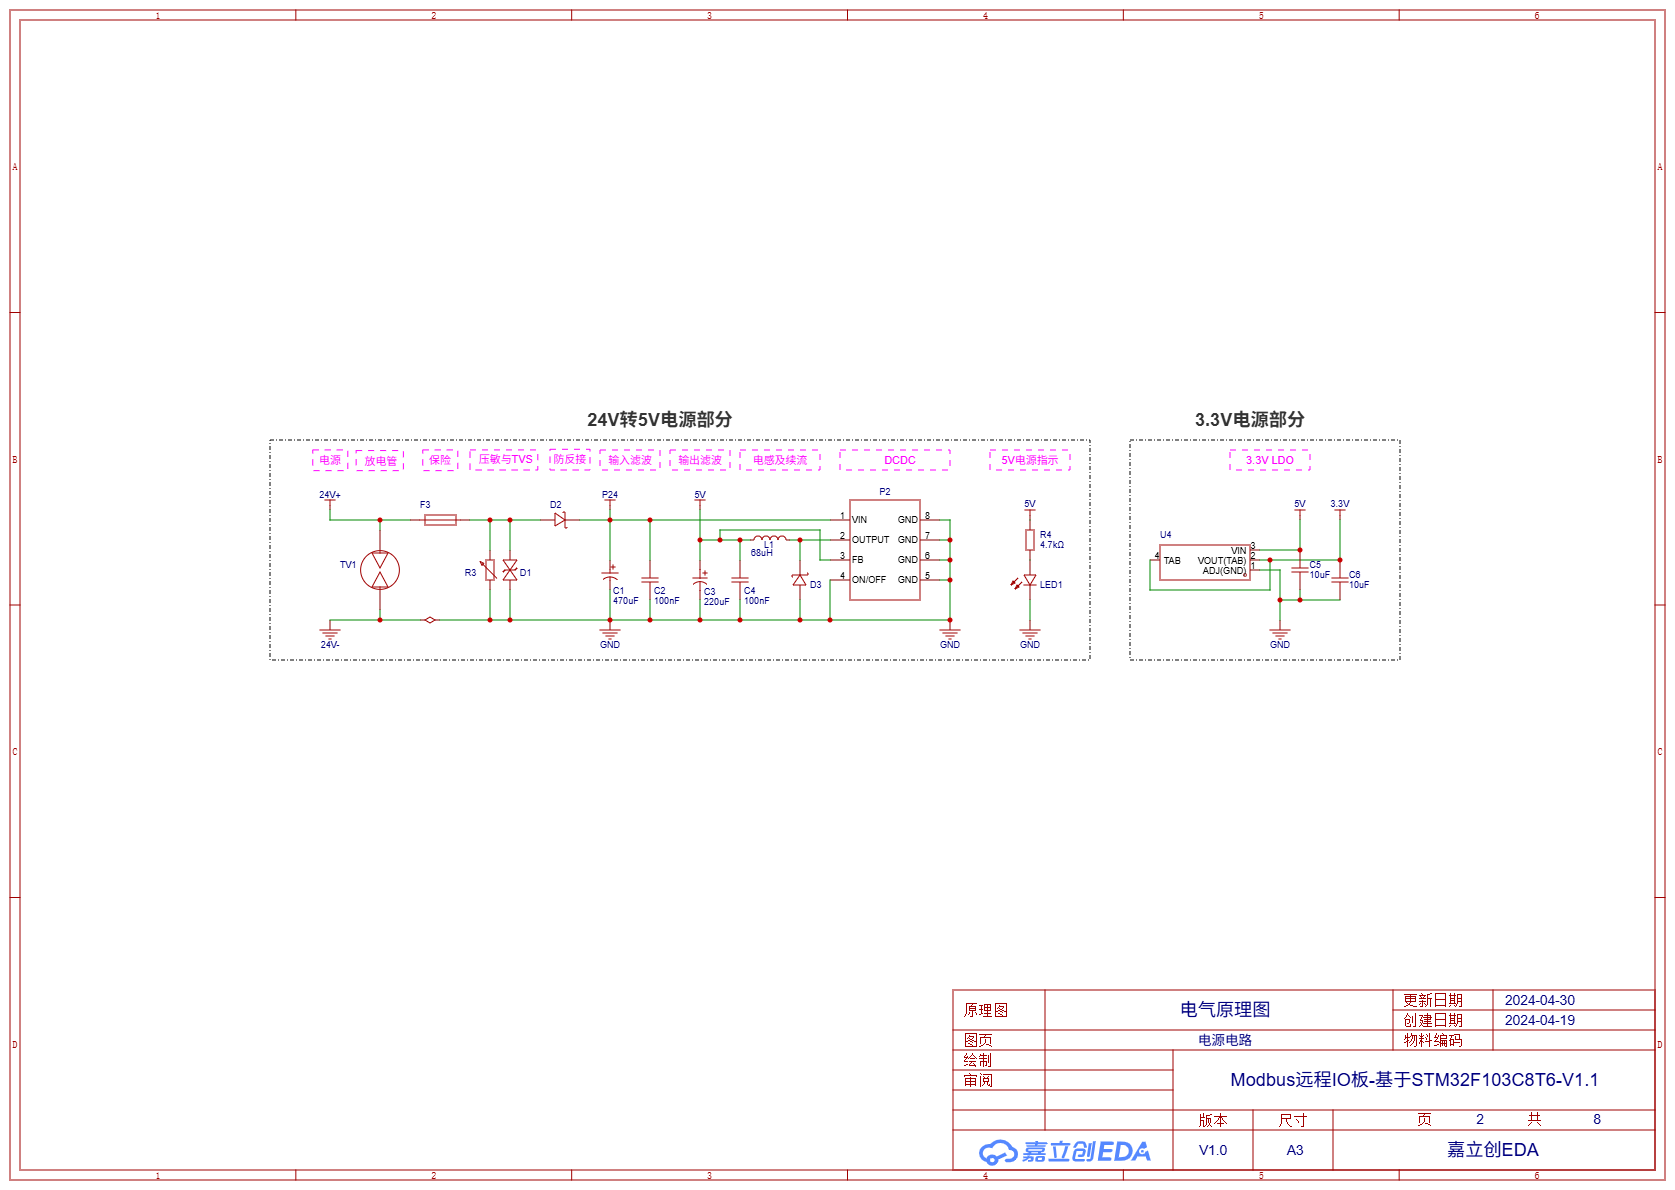 1 2 3 4 5 6
A A
B B
C C
D D
24V转5V电源部分
电源 放电管 保险 压敏与TVS 防反接 输入滤波 输出滤波 电感及续流 DCDC 5V电源指示
24V+
F3
D2
P24
5V
P2
TV1
R3
D1
C1
470uF
C2
100nF
C3
220uF
C4
100nF
L1
68uH
D3
1 VIN GND 8
2 OUTPUT GND 7
3 FB GND 6
4 ON/OFF GND 5
24V-
GND
GND
5V
R4
4.7kΩ
LED1
GND
3.3V电源部分
3.3V LDO
5V
3.3V
U4
4 TAB
VIN 3
VOUT(TAB) 2
ADJ(GND) 1
C5
10uF
C6
10uF
GND
原理图 电气原理图 更新日期 2024-04-30
创建日期 2024-04-19
图页 电源电路 物料编码
绘制
审阅
Modbus远程IO板-基于STM32F103C8T6-V1.1
版本 尺寸 页 2 共 8
嘉立创EDA V1.0 A3 嘉立创EDA
1 2 3 4 5 6